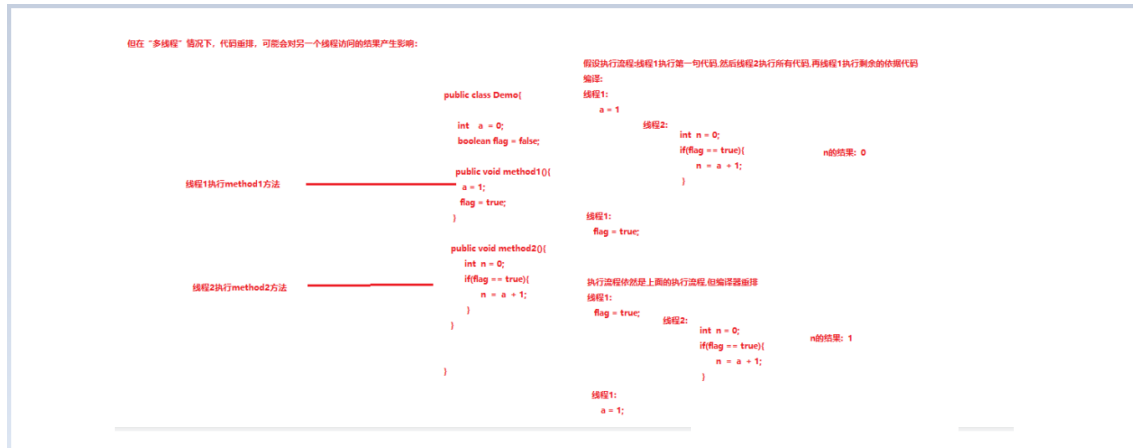 但在“多线程”情况下，代码重排，可能会对另一个线程访问的结果产生影响：
public class Demo{
int a = 0;
boolean flag = false;
线程1执行method1方法
public void method1(){
a = 1;
flag = true;
}
线程2执行method2方法
public void method2(){
int n = 0;
if(flag == true){
n = a + 1;
}
}
}
假设执行流程:线程1执行第一句代码,然后线程2执行所有代码,再线程1执行剩余的依据代码
编译:
线程1:
a = 1
线程2:
int n = 0;
if(flag == true){
n = a + 1;
}
n的结果: 0
线程1:
flag = true;
执行流程依然是上面的执行流程,但编译器重排
线程1:
flag = true;
线程2:
int n = 0;
if(flag == true){
n = a + 1;
}
n的结果: 1
线程1:
a = 1;